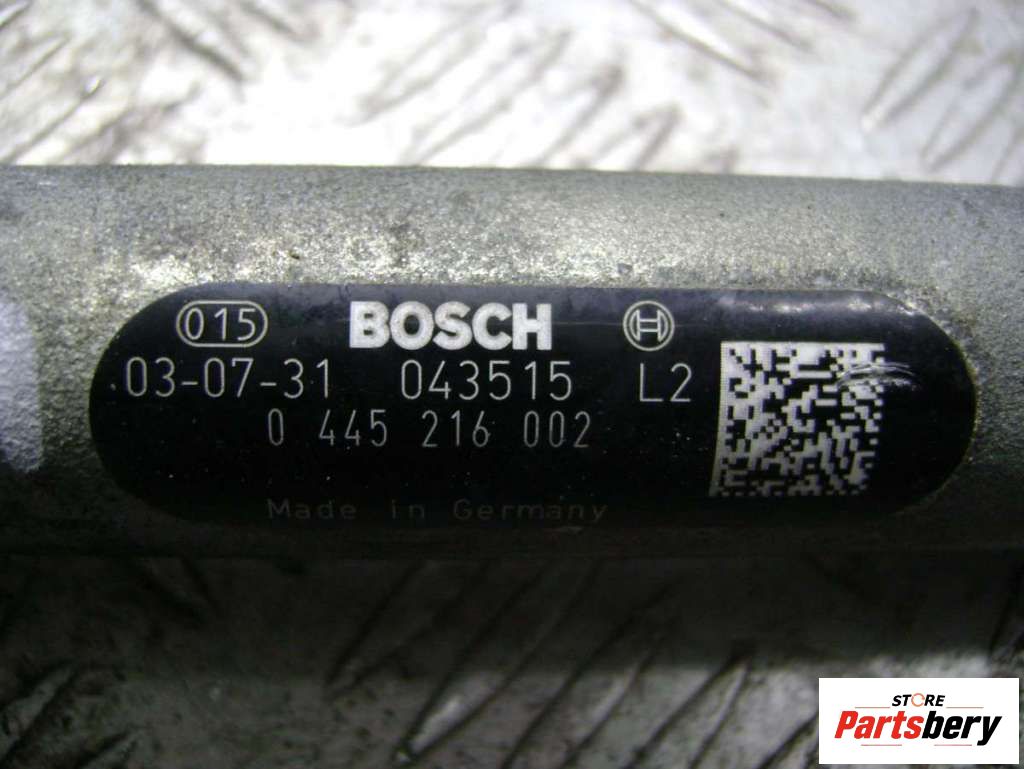 015 BOSCH
03-07-31 043515 L2
0 445 216 002
Made in Germany
STORE
Partsbery